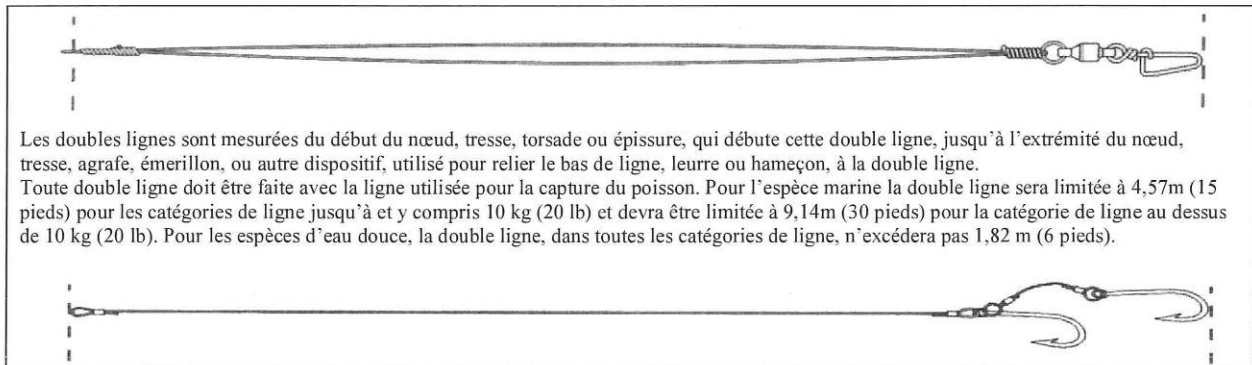 Les doubles lignes sont mesurées du début du nœud, tresse, torsade ou épissure, qui débute cette double ligne, jusqu’à l’extrémité du nœud,
tresse, agrafe, émerillon, ou autre dispositif, utilisé pour relier le bas de ligne, leurre ou hameçon, à la double ligne.
Toute double ligne doit être faite avec la ligne utilisée pour la capture du poisson. Pour l’espèce marine la double ligne sera limitée à 4,57m (15
pieds) pour les catégories de ligne jusqu’à et y compris 10 kg (20 lb) et devra être limitée à 9,14m (30 pieds) pour la catégorie de ligne au dessus
de 10 kg (20 lb). Pour les espèces d’eau douce, la double ligne, dans toutes les catégories de ligne, n’excédera pas 1,82 m (6 pieds).